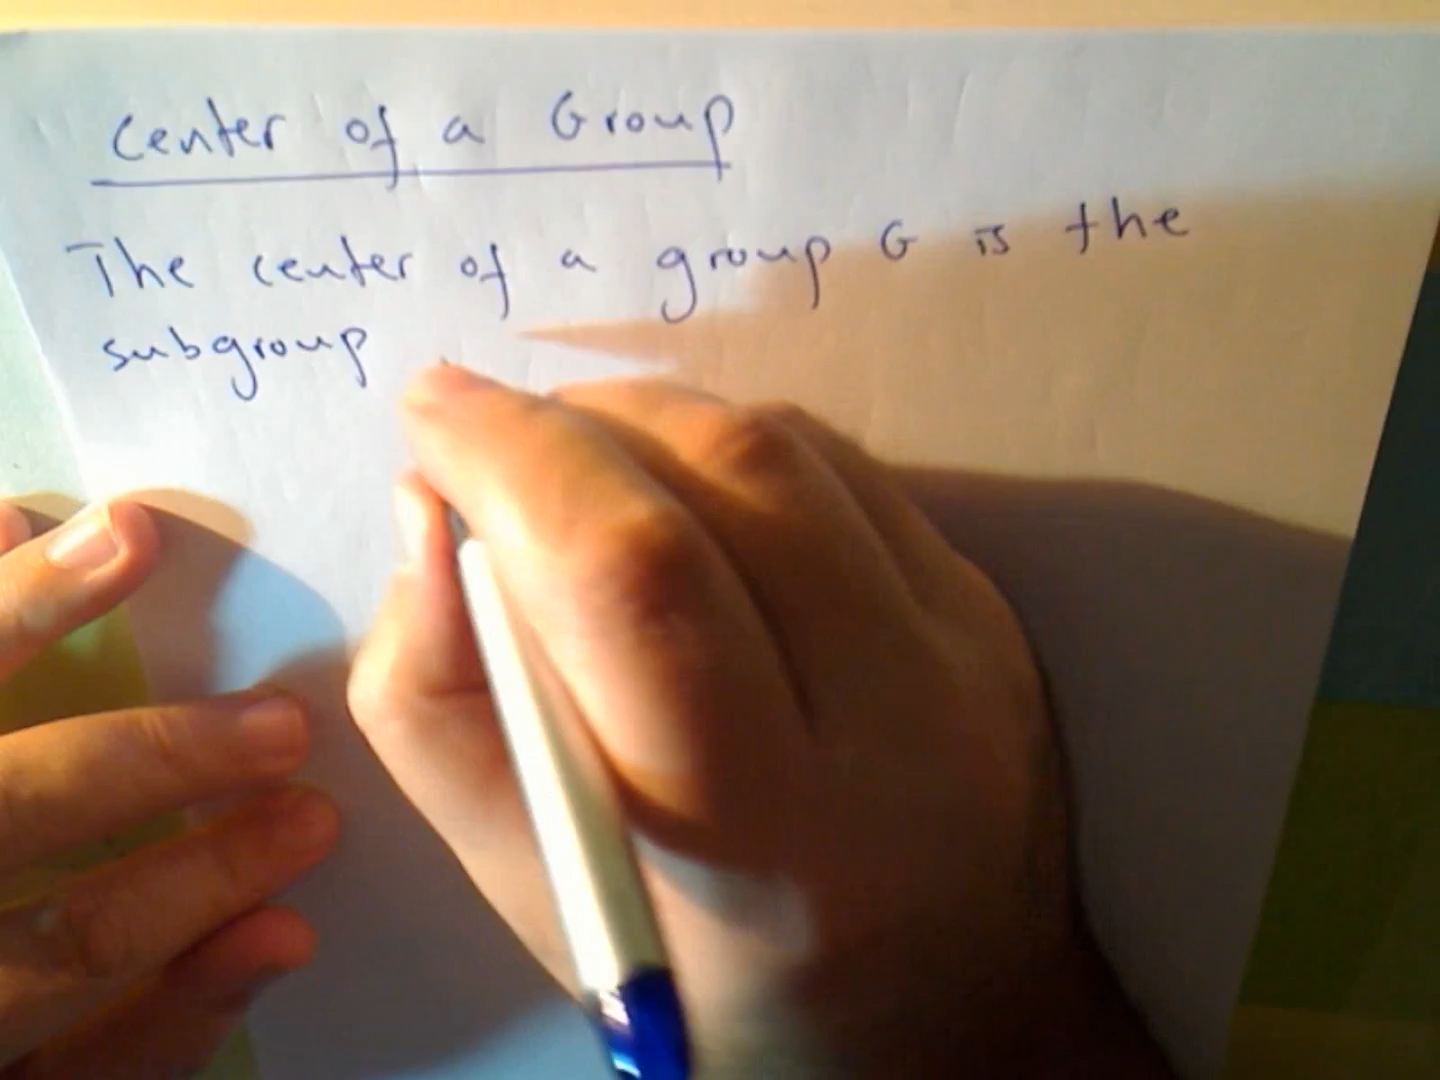 Center of a Group
The center of a group G is the
subgroup